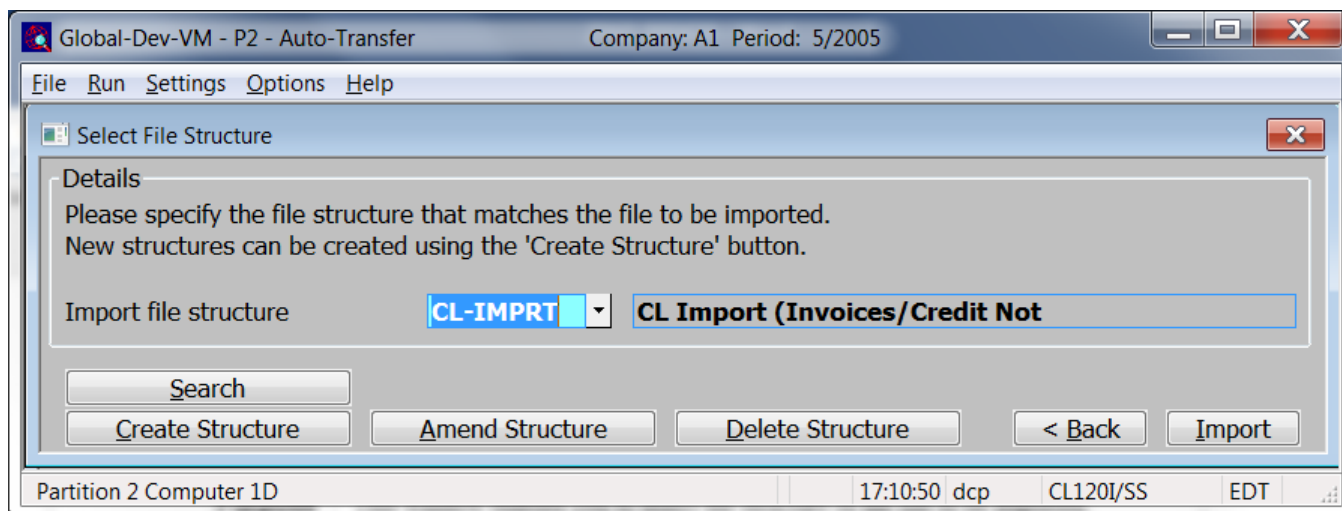 Global-Dev-VM - P2 - Auto-Transfer Company: A1 Period: 5/2005
File Run Settings Options Help
Select File Structure
Details
Please specify the file structure that matches the file to be imported.
New structures can be created using the 'Create Structure' button.
Import file structure CL-IMPRT CL Import (Invoices/Credit Not
Search
Create Structure Amend Structure Delete Structure < Back Import
Partition 2 Computer 1D 17:10:50 dcp CL120I/SS EDT